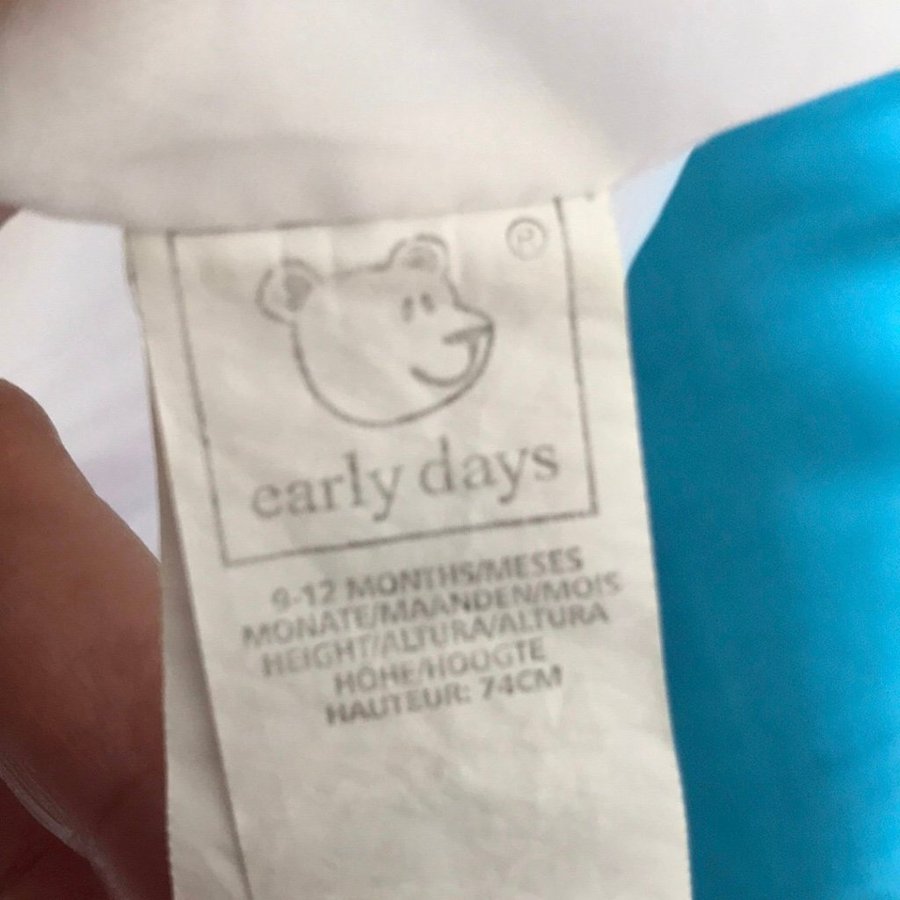 ®
early days
9-12 MONTHS/MESES
MONATE/MAANDEN/MOIS
HEIGHT/ALTURA/ALTURA
HÖHE/HOOGTE
HAUTEUR: 74CM